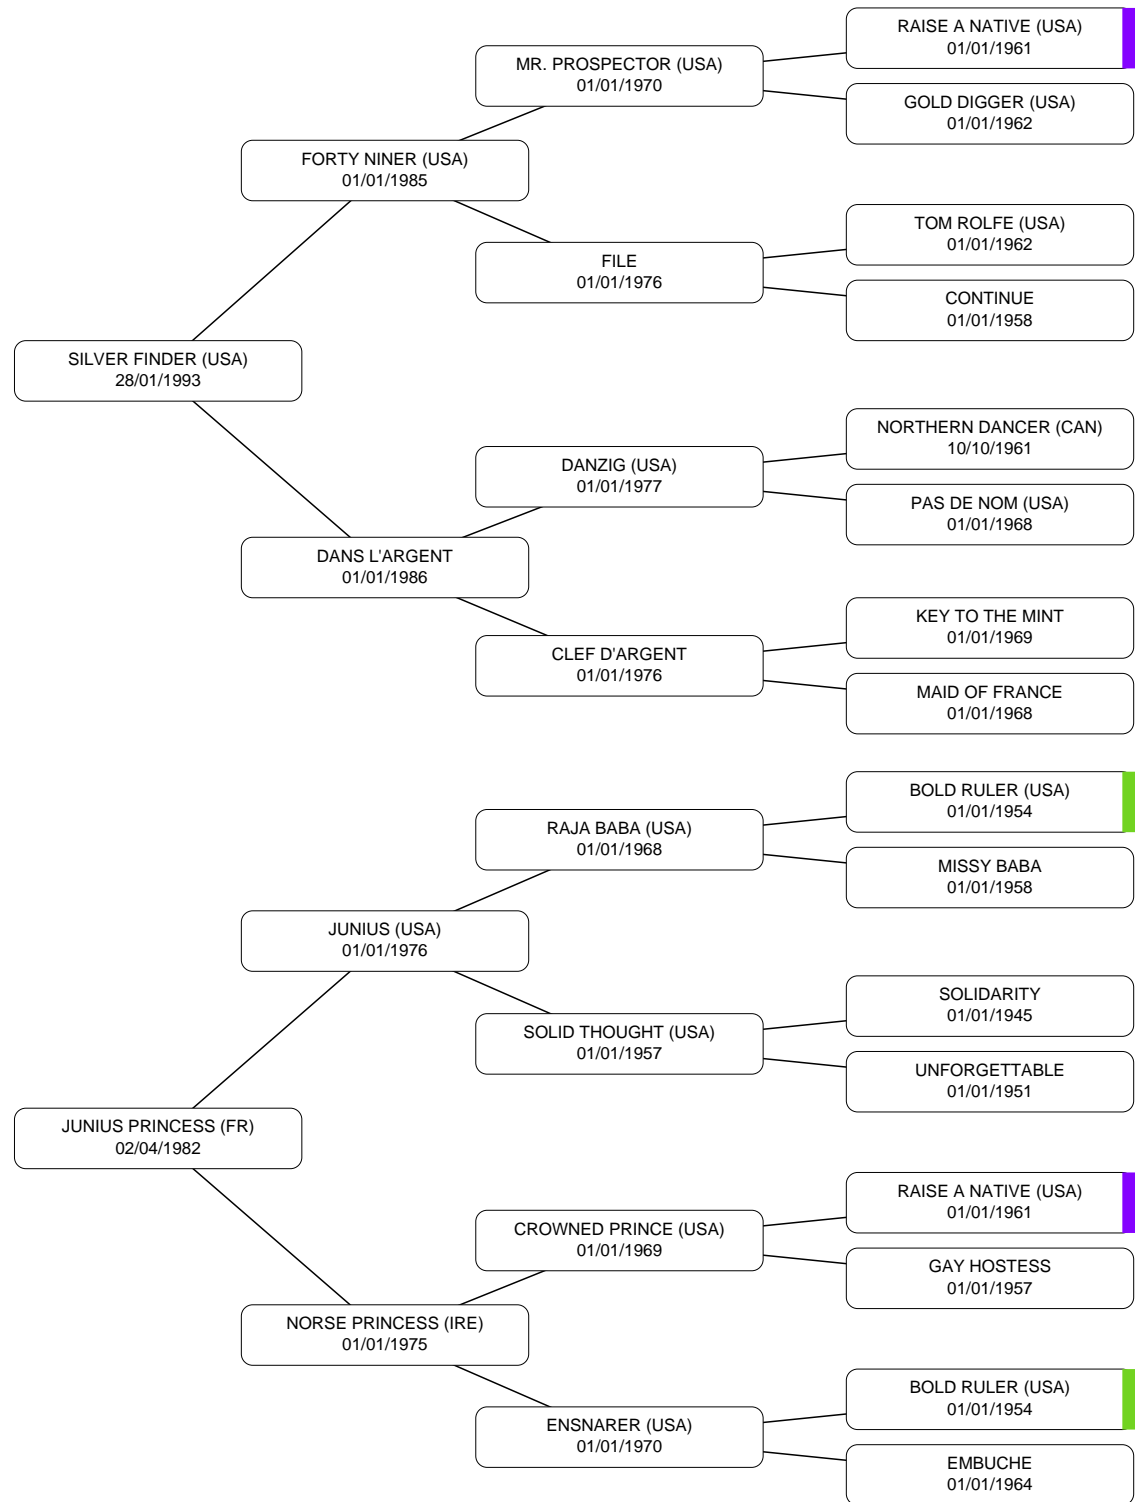 RAISE A NATIVE (USA)
01/01/1961
MR. PROSPECTOR (USA)
01/01/1970
GOLD DIGGER (USA)
01/01/1962
FORTY NINER (USA)
01/01/1985
TOM ROLFE (USA)
01/01/1962
FILE
01/01/1976
CONTINUE
01/01/1958
SILVER FINDER (USA)
28/01/1993
NORTHERN DANCER (CAN)
10/10/1961
DANZIG (USA)
01/01/1977
PAS DE NOM (USA)
01/01/1968
DANS L'ARGENT
01/01/1986
KEY TO THE MINT
01/01/1969
CLEF D'ARGENT
01/01/1976
MAID OF FRANCE
01/01/1968
BOLD RULER (USA)
01/01/1954
RAJA BABA (USA)
01/01/1968
MISSY BABA
01/01/1958
JUNIUS (USA)
01/01/1976
SOLIDARITY
01/01/1945
SOLID THOUGHT (USA)
01/01/1957
UNFORGETTABLE
01/01/1951
JUNIUS PRINCESS (FR)
02/04/1982
RAISE A NATIVE (USA)
01/01/1961
CROWNED PRINCE (USA)
01/01/1969
GAY HOSTESS
01/01/1957
NORSE PRINCESS (IRE)
01/01/1975
BOLD RULER (USA)
01/01/1954
ENSNARER (USA)
01/01/1970
EMBUCHE
01/01/1964